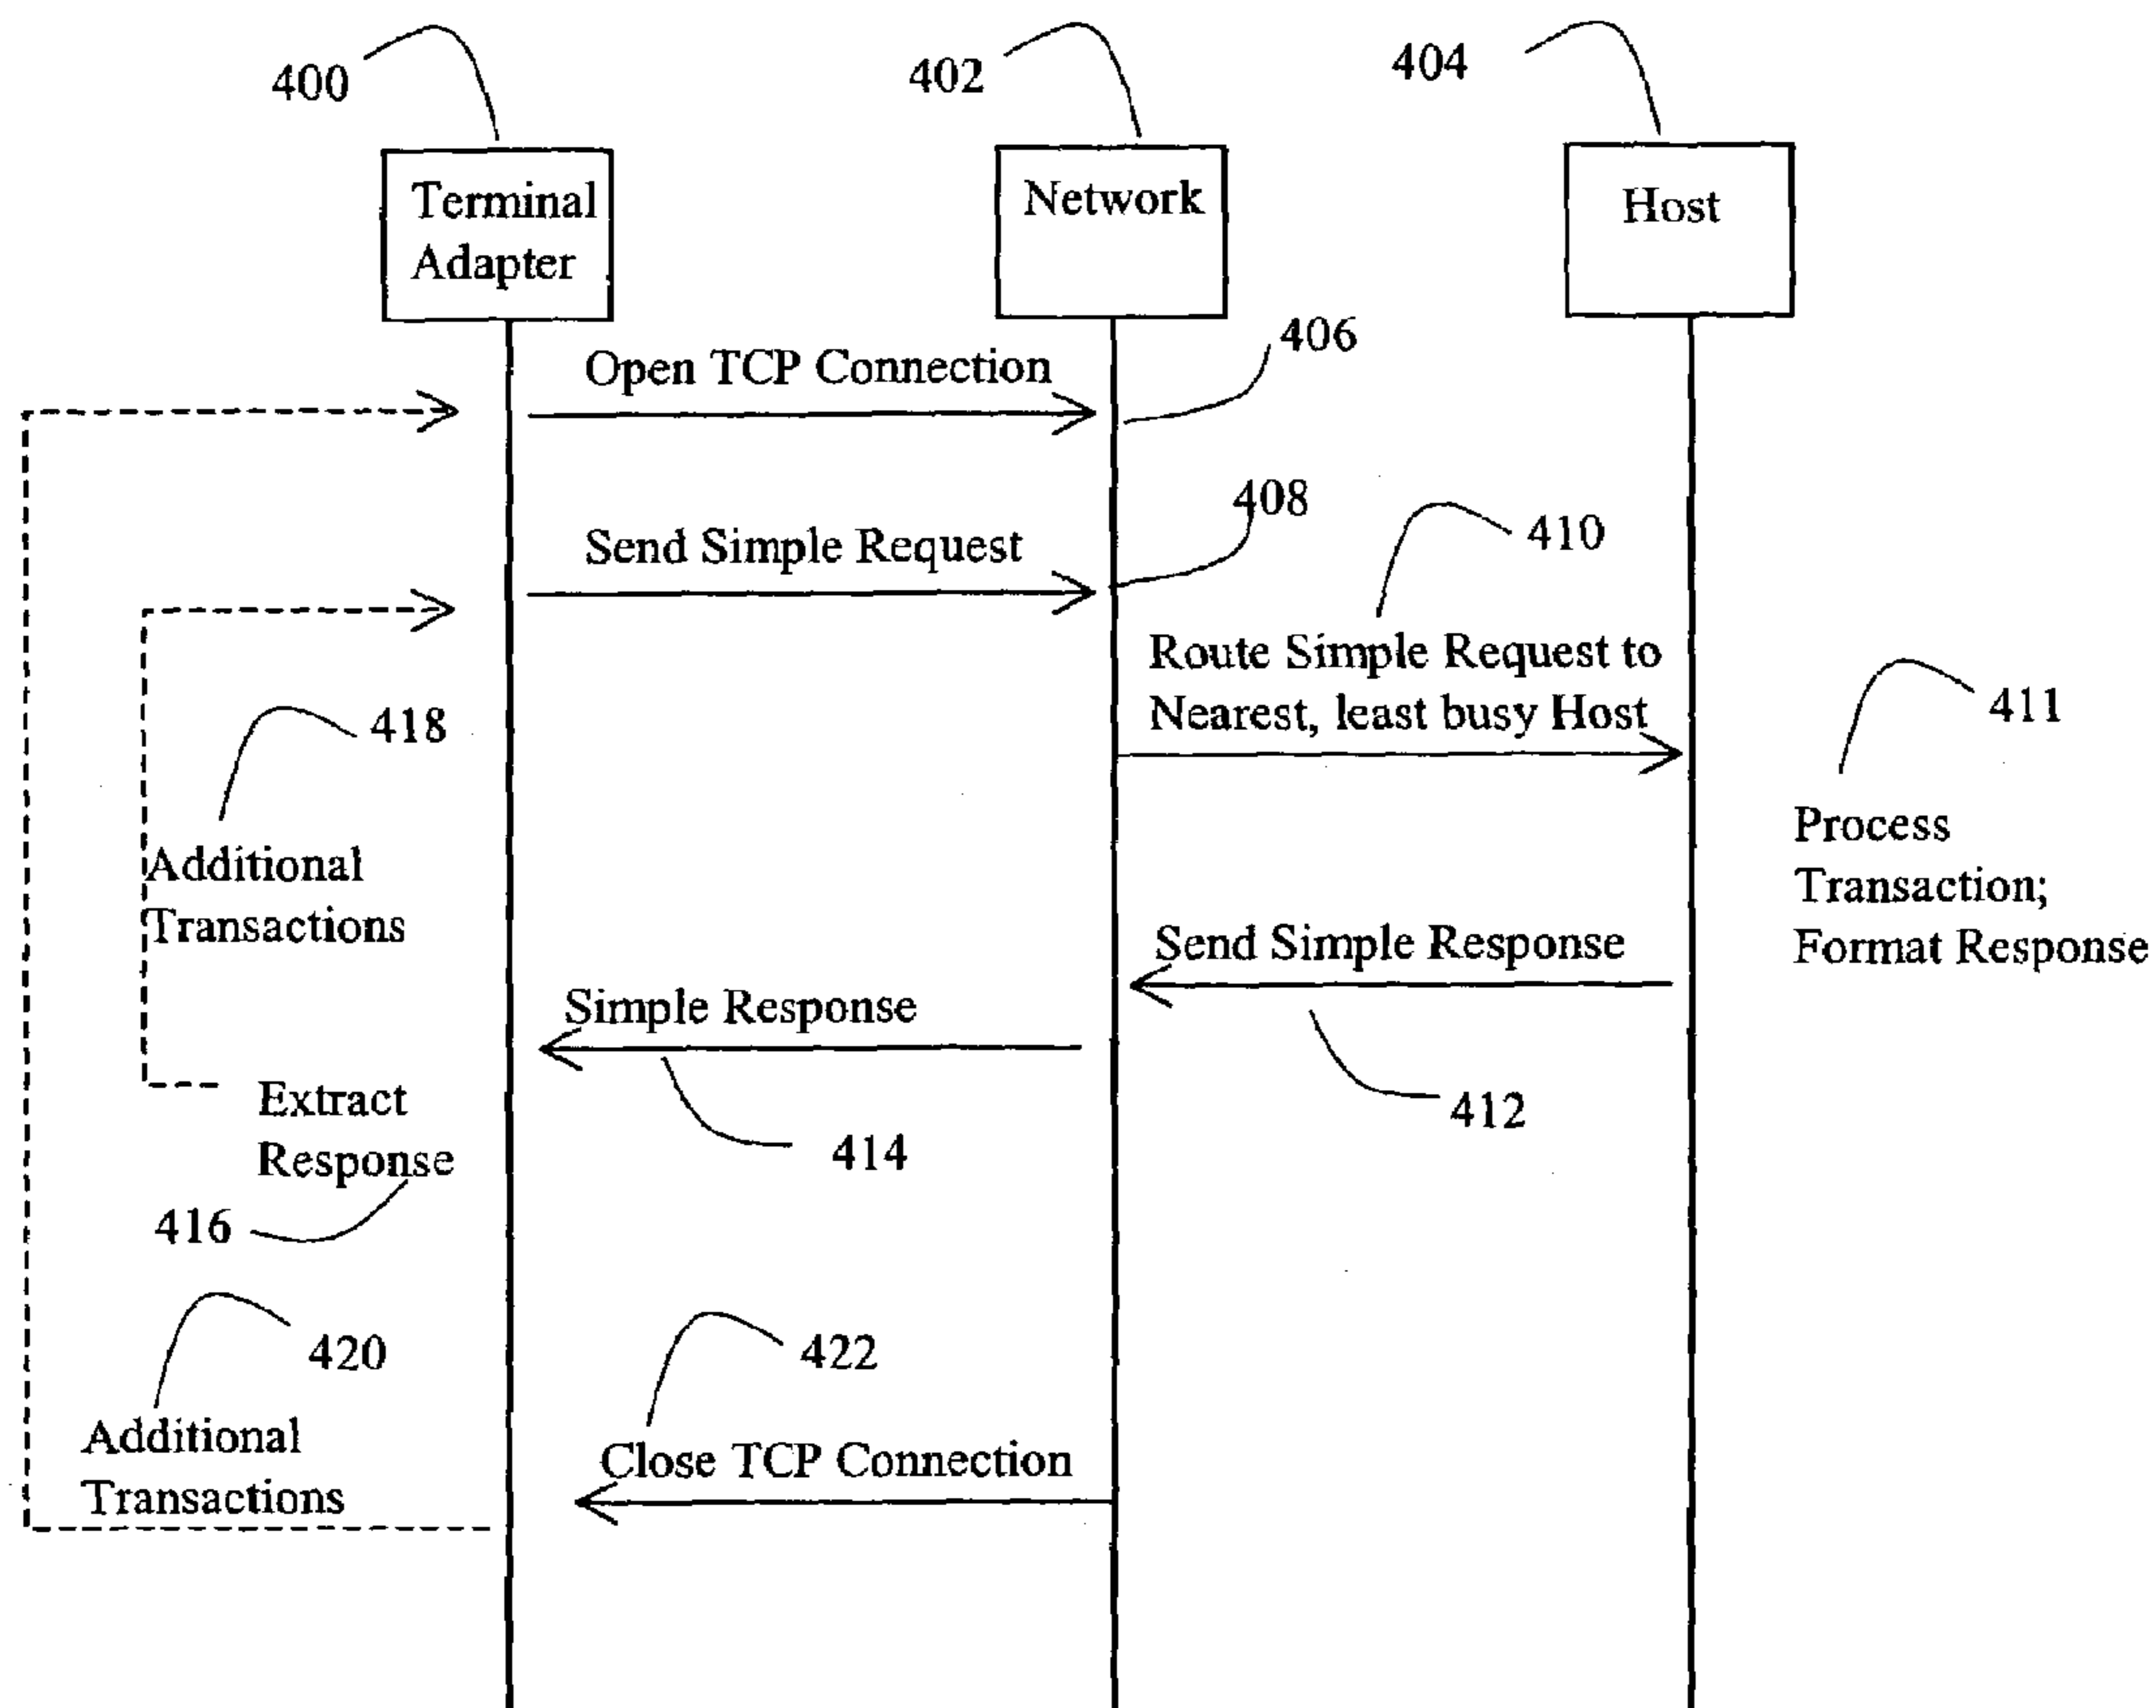 400
402
404
Terminal
Adapter
Network
Host
406
Open TCP Connection
408
Send Simple Request
410
Route Simple Request to
Nearest, least busy Host
411
418
Additional
Transactions
Process
Transaction;
Format Response
Send Simple Response
Simple Response
412
Extract
Response
414
416
420
422
Additional
Transactions
Close TCP Connection